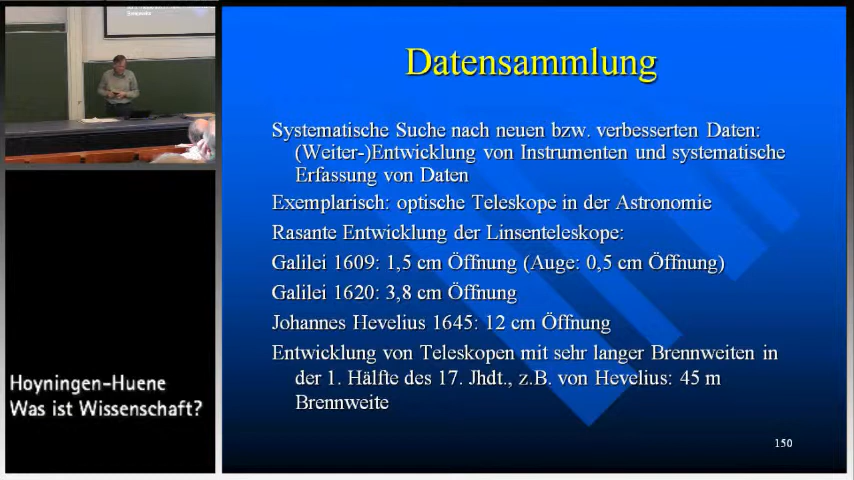 Datensammlung
Systematische Suche nach neuen bzw. verbesserten Daten:
(Weiter-)Entwicklung von Instrumenten und systematische
Erfassung von Daten
Exemplarisch: optische Teleskope in der Astronomie
Rasante Entwicklung der Linsenteleskope:
Galilei 1609: 1,5 cm Öffnung (Auge: 0,5 cm Öffnung)
Galilei 1620: 3,8 cm Öffnung
Johannes Hevelius 1645: 12 cm Öffnung
Entwicklung von Teleskopen mit sehr langer Brennweiten in
der 1. Hälfte des 17. Jhdt., z.B. von Hevelius: 45 m
Brennweite
150
Hoyningen-Huene
Was ist Wissenschaft?